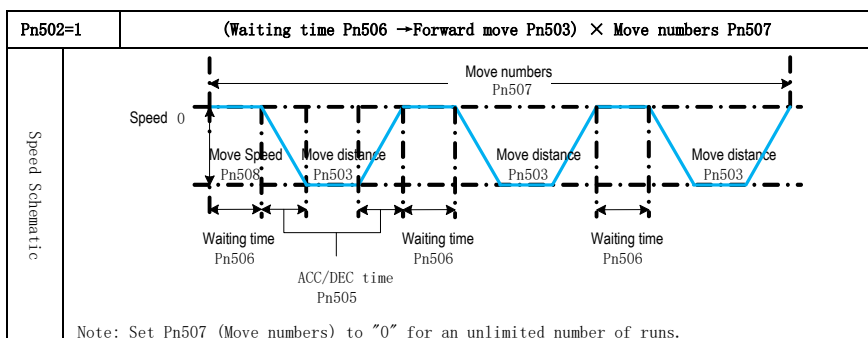 Pn502=1
(Waiting time Pn506 →Forward move Pn503) × Move numbers Pn507
Speed Schematic
Move numbers
Pn507
Speed 0
Move Speed
Pn508
Move distance
Pn503
Move distance
Pn503
Move distance
Pn503
Waiting time
Pn506
Waiting time
Pn506
Waiting time
Pn506
ACC/DEC time
Pn505
Note: Set Pn507 (Move numbers) to "0" for an unlimited number of runs.